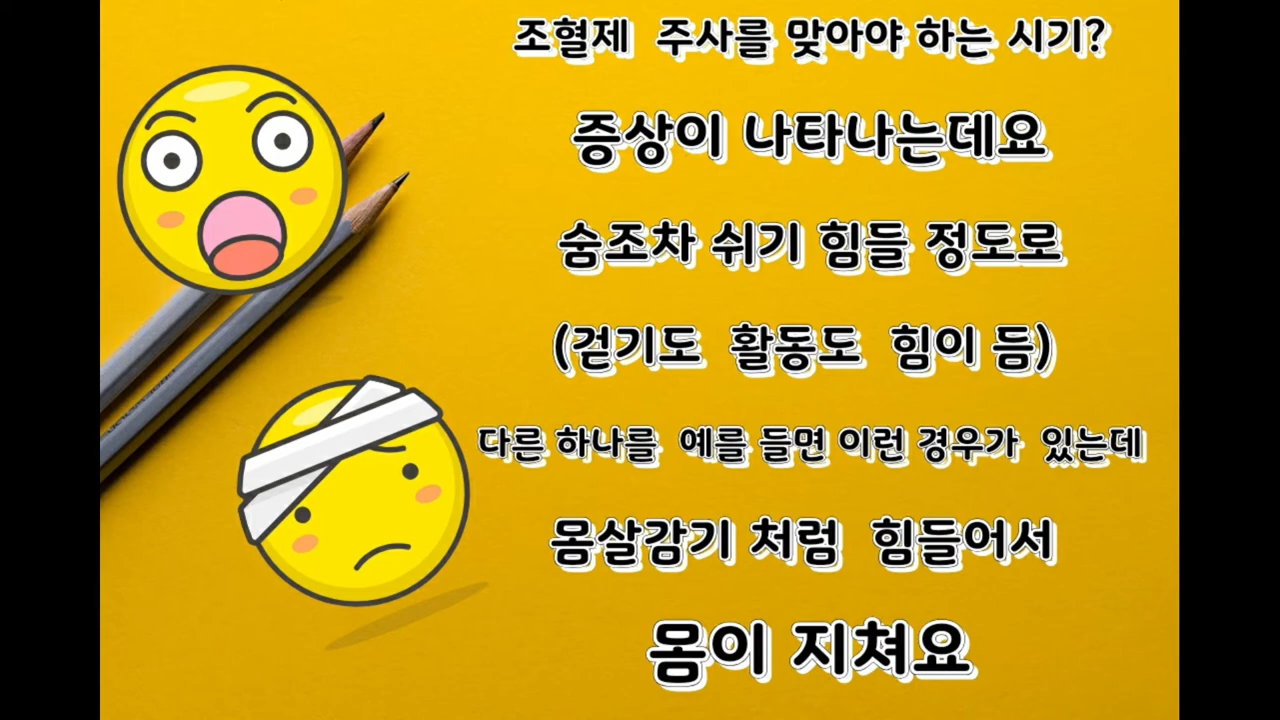 조혈제 주사를 맞아야 하는 시기?
증상이 나타나는데요
숨조차 쉬기 힘들 정도로
(걷기도 활동도 힘이 듬)
다른 하나를 예를 들면 이런 경우가 있는데
몸살감기 처럼 힘들어서
몸이 지쳐요